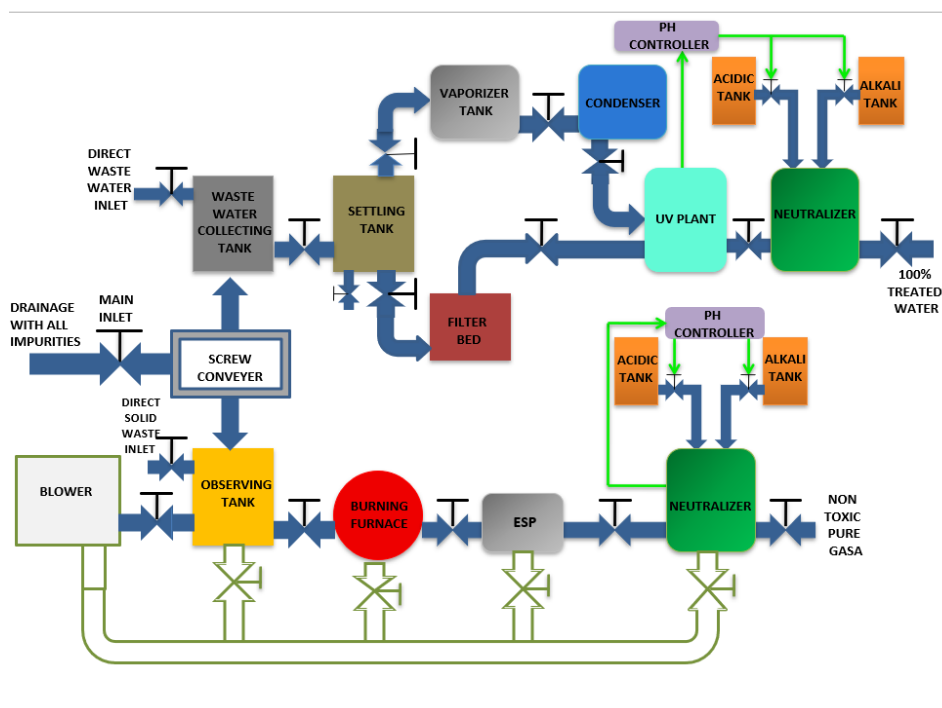 PH
CONTROLLER
ACIDIC
TANK
ALKALI
TANK
VAPORIZER
TANK
CONDENSER
DIRECT
WASTE
WATER
INLET
WASTE
WATER
COLLECTING
TANK
SETTLING
TANK
UV PLANT
NEUTRALIZER
100%
TREATED
WATER
DRAINAGE
WITH ALL
IMPURITIES
MAIN
INLET
SCREW
CONVEYER
FILTER
BED
PH
CONTROLLER
ACIDIC
TANK
ALKALI
TANK
DIRECT
SOLID
WASTE
INLET
BLOWER
OBSERVING
TANK
BURNING
FURNACE
ESP
NEUTRALIZER
NON
TOXIC
PURE
GASA